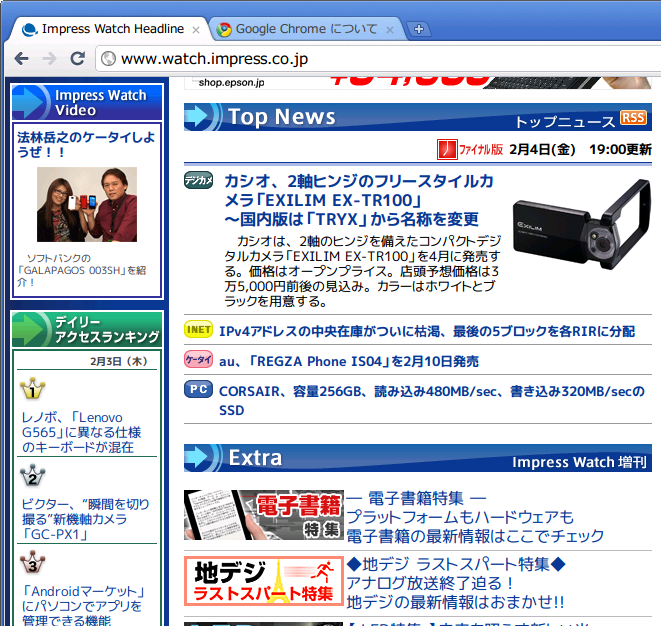 Impress Watch Headline
Google Chrome について
www.watch.impress.co.jp
shop.epson.jp
Impress Watch
Video
法林岳之のケータイしよ
うぜ！！
ソフトバンクの
「GALAPAGOS 003SH」を紹
介！
デイリー
アクセスランキング
2月3日（木）
1
レノボ、「Lenovo
G565」に異なる仕様
のキーボードが混在
2
ビクター、“瞬間を切り
撮る”新機軸カメラ
「GC-PX1」
3
「Androidマーケット」
にパソコンでアプリを
管理できる機能
Top News
トップニュース RSS
ファイナル版 2月4日(金) 19:00更新
デジカメ
カシオ、2軸ヒンジのフリースタイルカ
メラ「EXILIM EX-TR100」
～国内版は「TRYX」から名称を変更
カシオは、2軸のヒンジを備えたコンパクトデジ
タルカメラ「EXILIM EX-TR100」を4月に発売す
る。価格はオープンプライス。店頭予想価格は3
万5,000円前後の見込み。カラーはホワイトとブ
ラックを用意する。
EXILIM
INET IPv4アドレスの中央在庫がついに枯渇、最後の5ブロックを各RIRに分配
ケータイ au、「REGZA Phone IS04」を2月10日発売
PC CORSAIR、容量256GB、読み込み480MB/sec、書き込み320MB/secの
SSD
Extra
Impress Watch 増刊
電子書籍
特集
― 電子書籍特集 ―
プラットフォームもハードウェアも
電子書籍の最新情報はここでチェック
地デジ
ラストスパート特集
◆地デジ ラストスパート特集◆
アナログ放送終了迫る！
地デジの最新情報はおまかせ!!